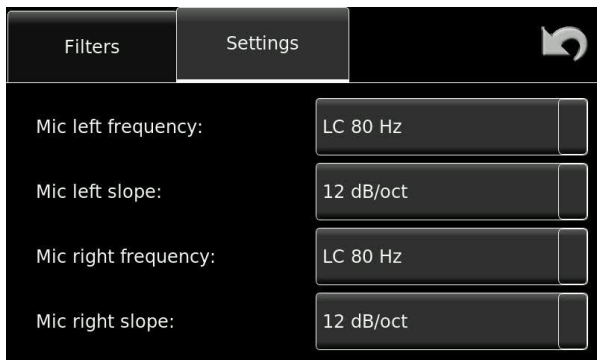 Filters Settings
Mic left frequency: LC 80 Hz
Mic left slope: 12 dB/oct
Mic right frequency: LC 80 Hz
Mic right slope: 12 dB/oct